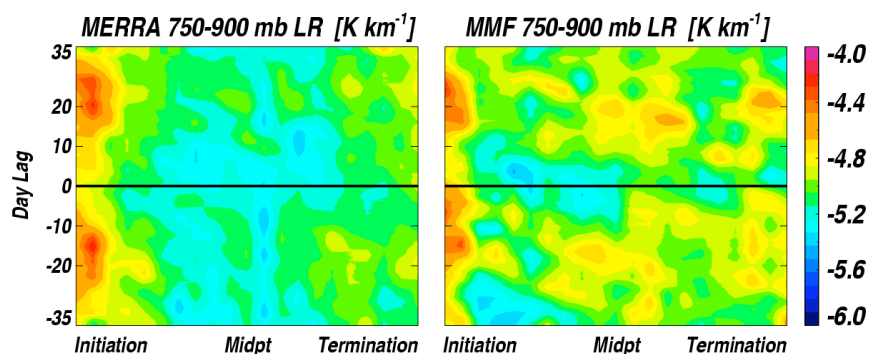 MERRA 750-900 mb LR [K km-1]
MMF 750-900 mb LR [K km-1]
Day Lag
35
20
10
0
-10
-20
-35
Initiation Midpt Termination
Initiation Midpt Termination
-4.0
-4.4
-4.8
-5.2
-5.6
-6.0